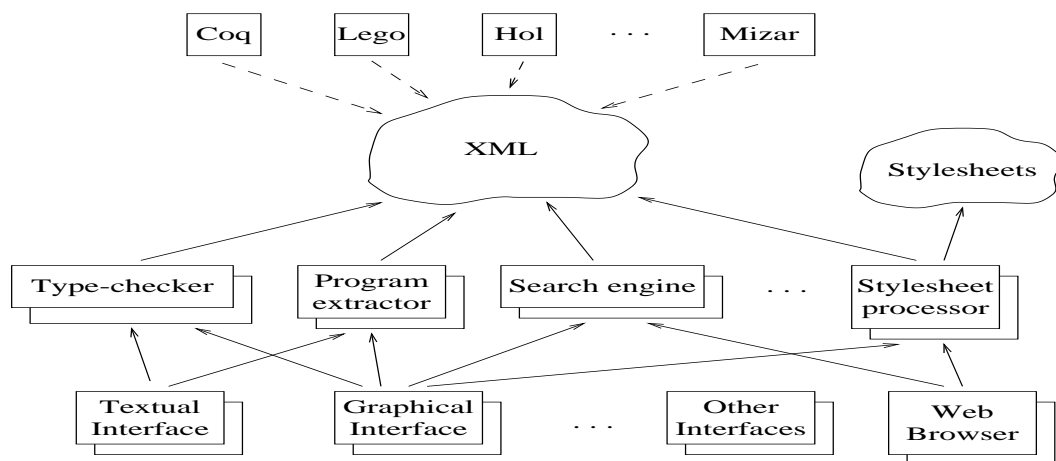 Coq
Lego
Hol
. . .
Mizar
XML
Stylesheets
Type-checker
Program
extractor
Search engine
. . .
Stylesheet
processor
Textual
Interface
Graphical
Interface
. . .
Other
Interfaces
Web
Browser